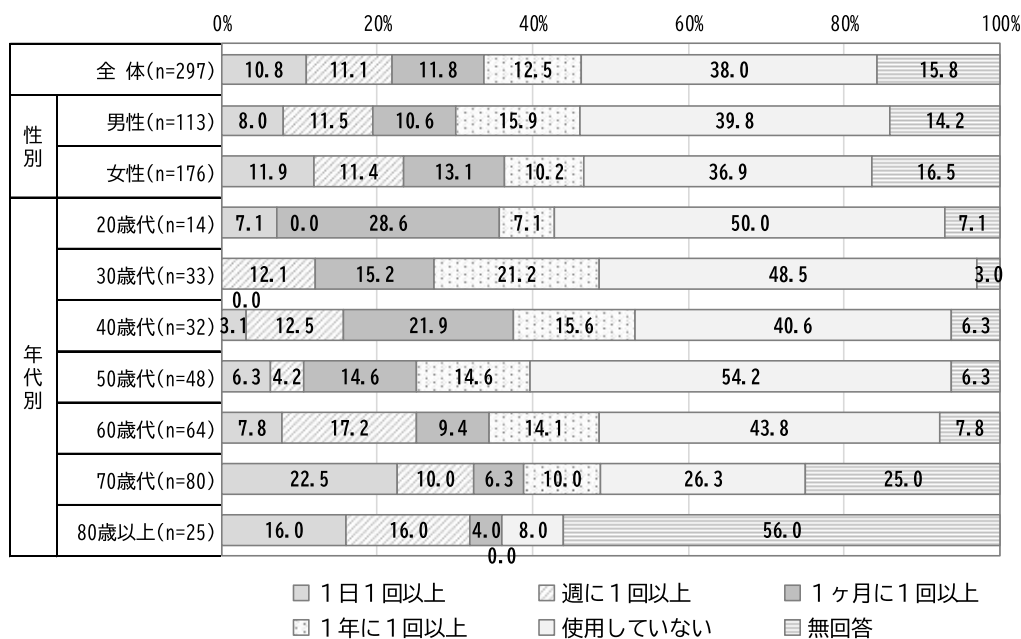 0% 20% 40% 60% 80% 100%
全 体(n=297) 10.8 11.1 11.8 12.5 38.0 15.8
性別
男性(n=113) 8.0 11.5 10.6 15.9 39.8 14.2
女性(n=176) 11.9 11.4 13.1 10.2 36.9 16.5
年代別
20歳代(n=14) 7.1 0.0 28.6 7.1 50.0 7.1
30歳代(n=33) 12.1 15.2 21.2 48.5 3.0
0.0
40歳代(n=32) 3.1 12.5 21.9 15.6 40.6 6.3
50歳代(n=48) 6.3 4.2 14.6 14.6 54.2 6.3
60歳代(n=64) 7.8 17.2 9.4 14.1 43.8 7.8
70歳代(n=80) 22.5 10.0 6.3 10.0 26.3 25.0
80歳以上(n=25) 16.0 16.0 4.0 8.0 56.0
0.0
１日１回以上 週に１回以上 １ヶ月に１回以上
１年に１回以上 使用していない 無回答